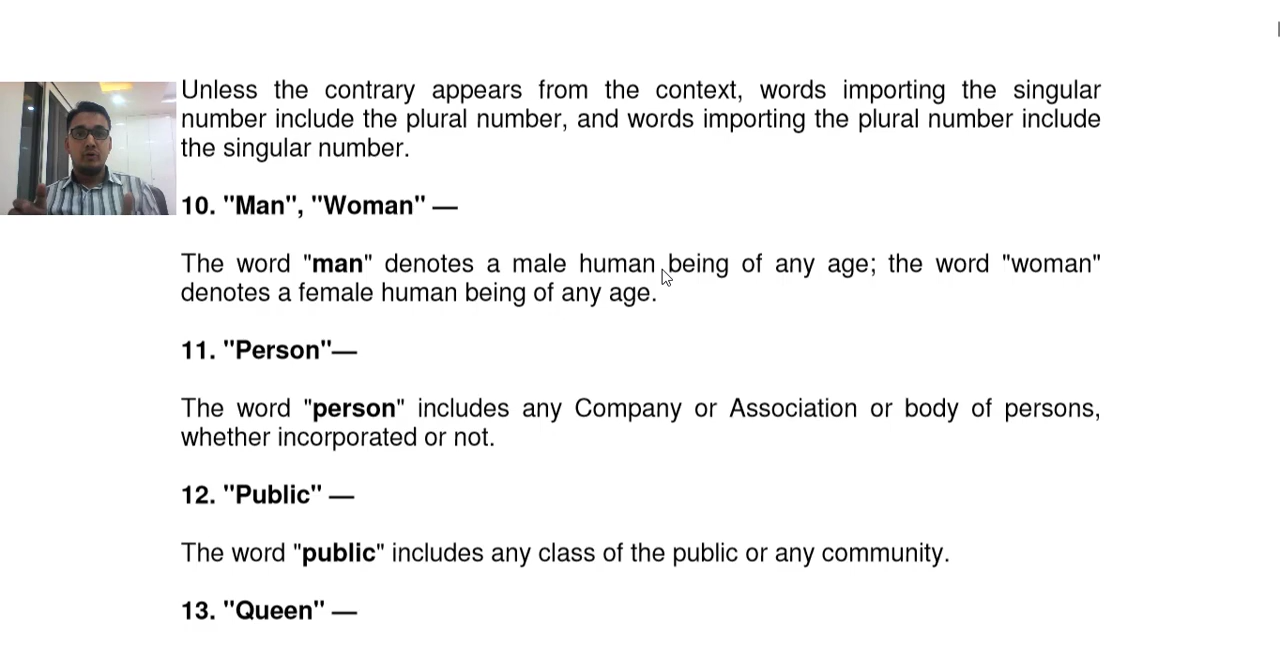 Unless the contrary appears from the context, words importing the singular
number include the plural number, and words importing the plural number include
the singular number.
10. "Man", "Woman" —
The word "man" denotes a male human being of any age; the word "woman"
denotes a female human being of any age.
11. "Person"—
The word "person" includes any Company or Association or body of persons,
whether incorporated or not.
12. "Public" —
The word "public" includes any class of the public or any community.
13. "Queen" —